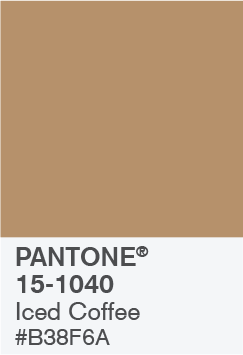 PANTONE®
15-1040
Iced Coffee
#B38F6A